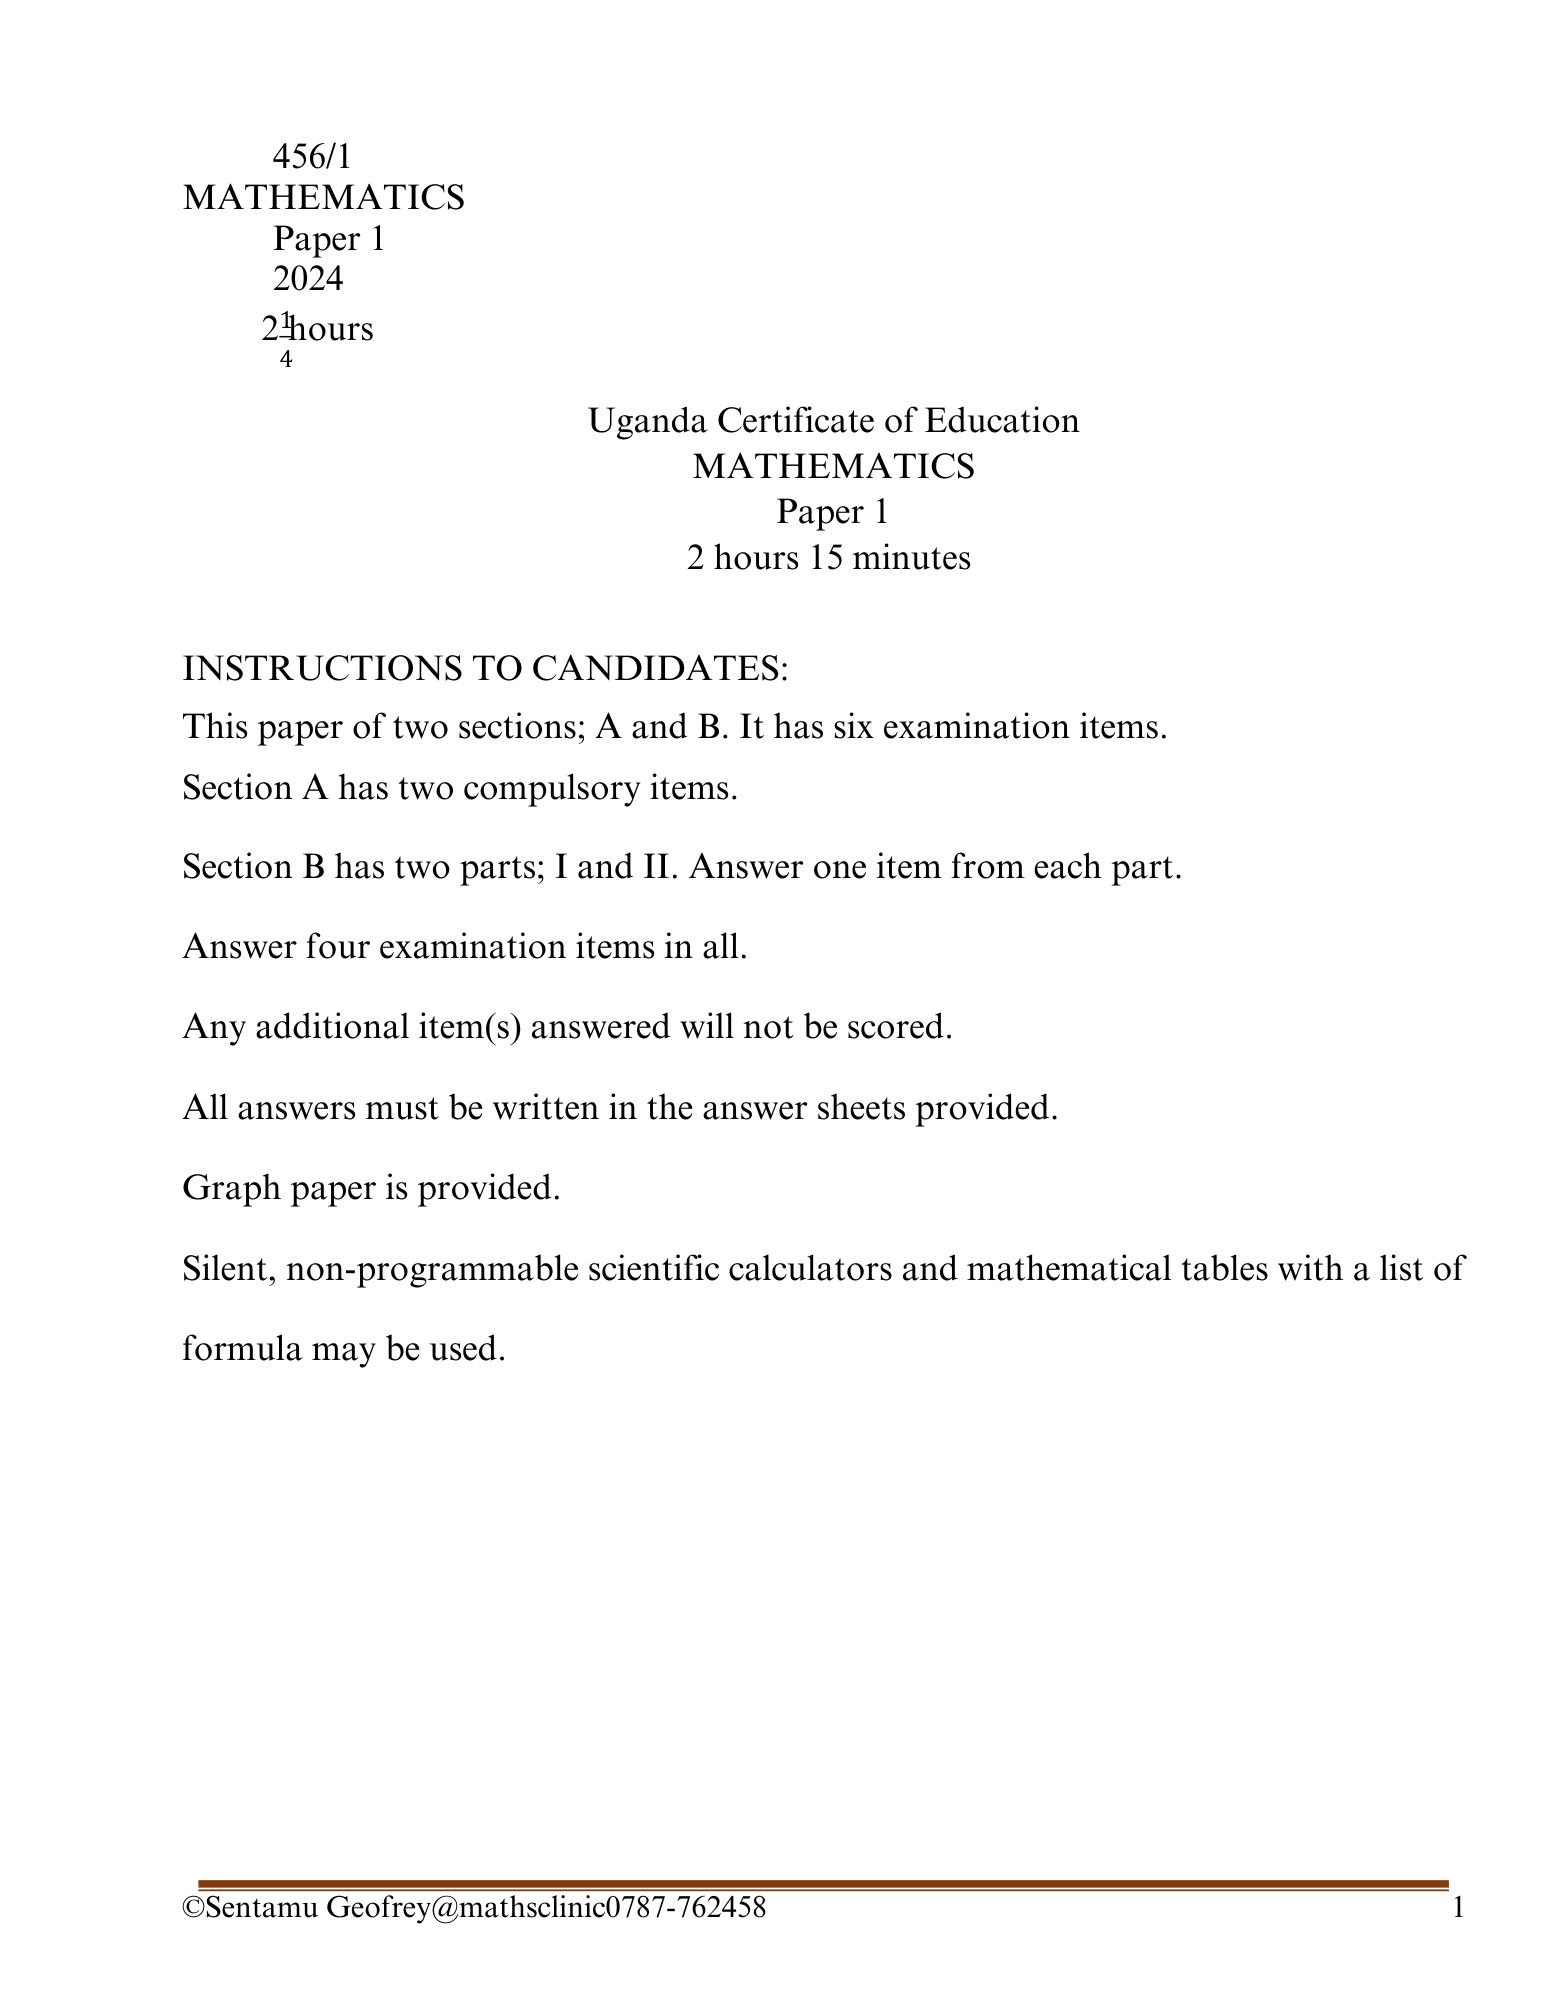 456/1
MATHEMATICS
Paper 1
2024
2 1/4 hours
Uganda Certificate of Education
MATHEMATICS
Paper 1
2 hours 15 minutes
INSTRUCTIONS TO CANDIDATES:
This paper of two sections; A and B. It has six examination items.
Section A has two compulsory items.
Section B has two parts; I and II. Answer one item from each part.
Answer four examination items in all.
Any additional item(s) answered will not be scored.
All answers must be written in the answer sheets provided.
Graph paper is provided.
Silent, non-programmable scientific calculators and mathematical tables with a list of
formula may be used.
©Sentamu Geofrey@mathsclinic0787-762458 1